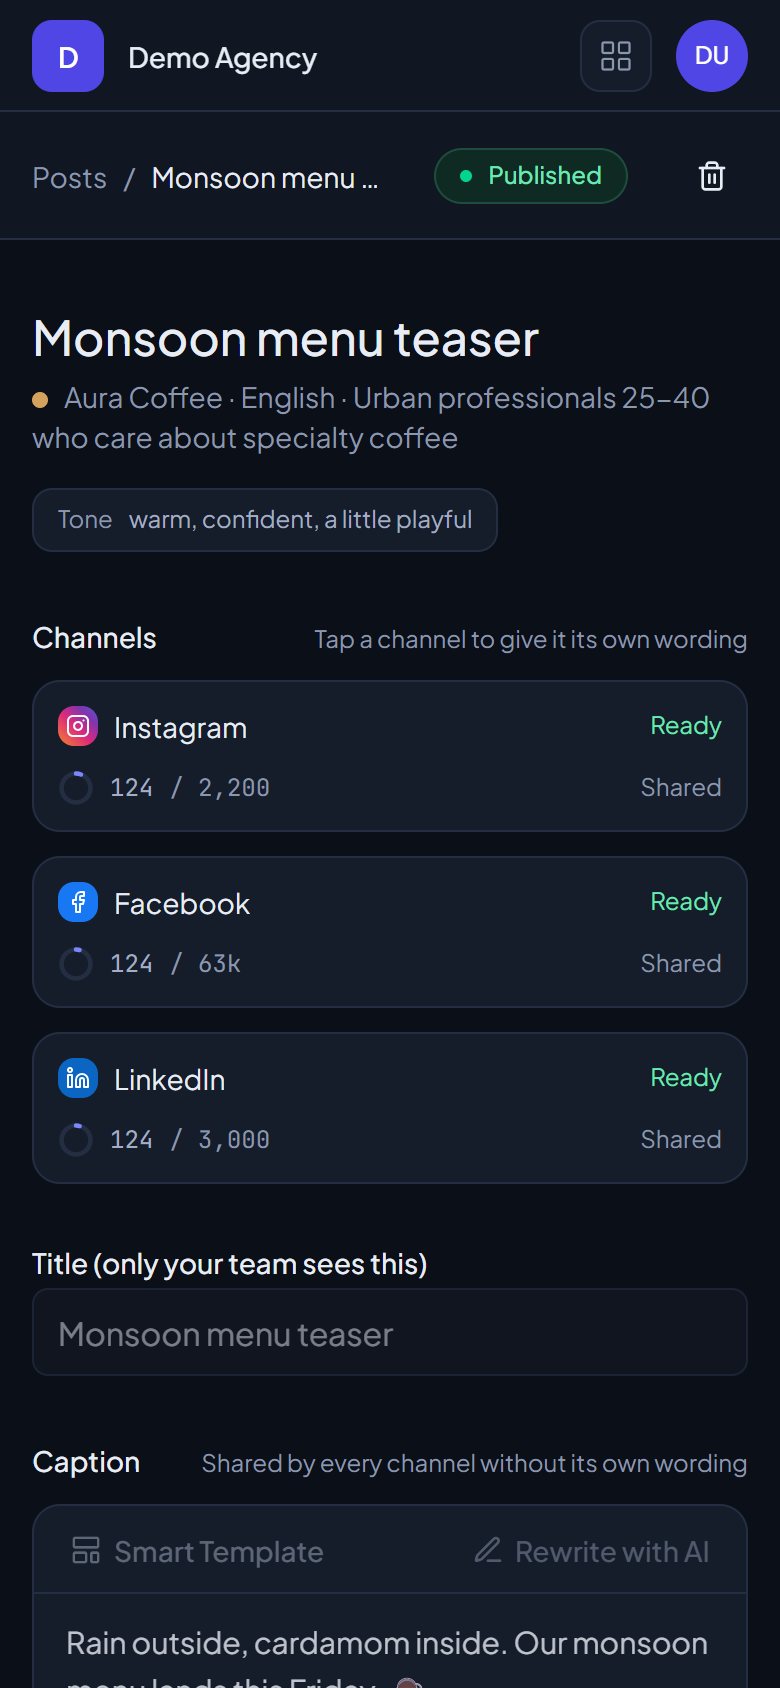 D Demo Agency DU
Posts / Monsoon menu ... Published
Monsoon menu teaser
Aura Coffee · English · Urban professionals 25–40
who care about specialty coffee
Tone warm, confident, a little playful
Channels Tap a channel to give it its own wording
Instagram Ready
124 / 2,200 Shared
Facebook Ready
124 / 63k Shared
LinkedIn Ready
124 / 3,000 Shared
Title (only your team sees this)
Monsoon menu teaser
Caption Shared by every channel without its own wording
Smart Template Rewrite with AI
Rain outside, cardamom inside. Our monsoon
menu lands this Friday.